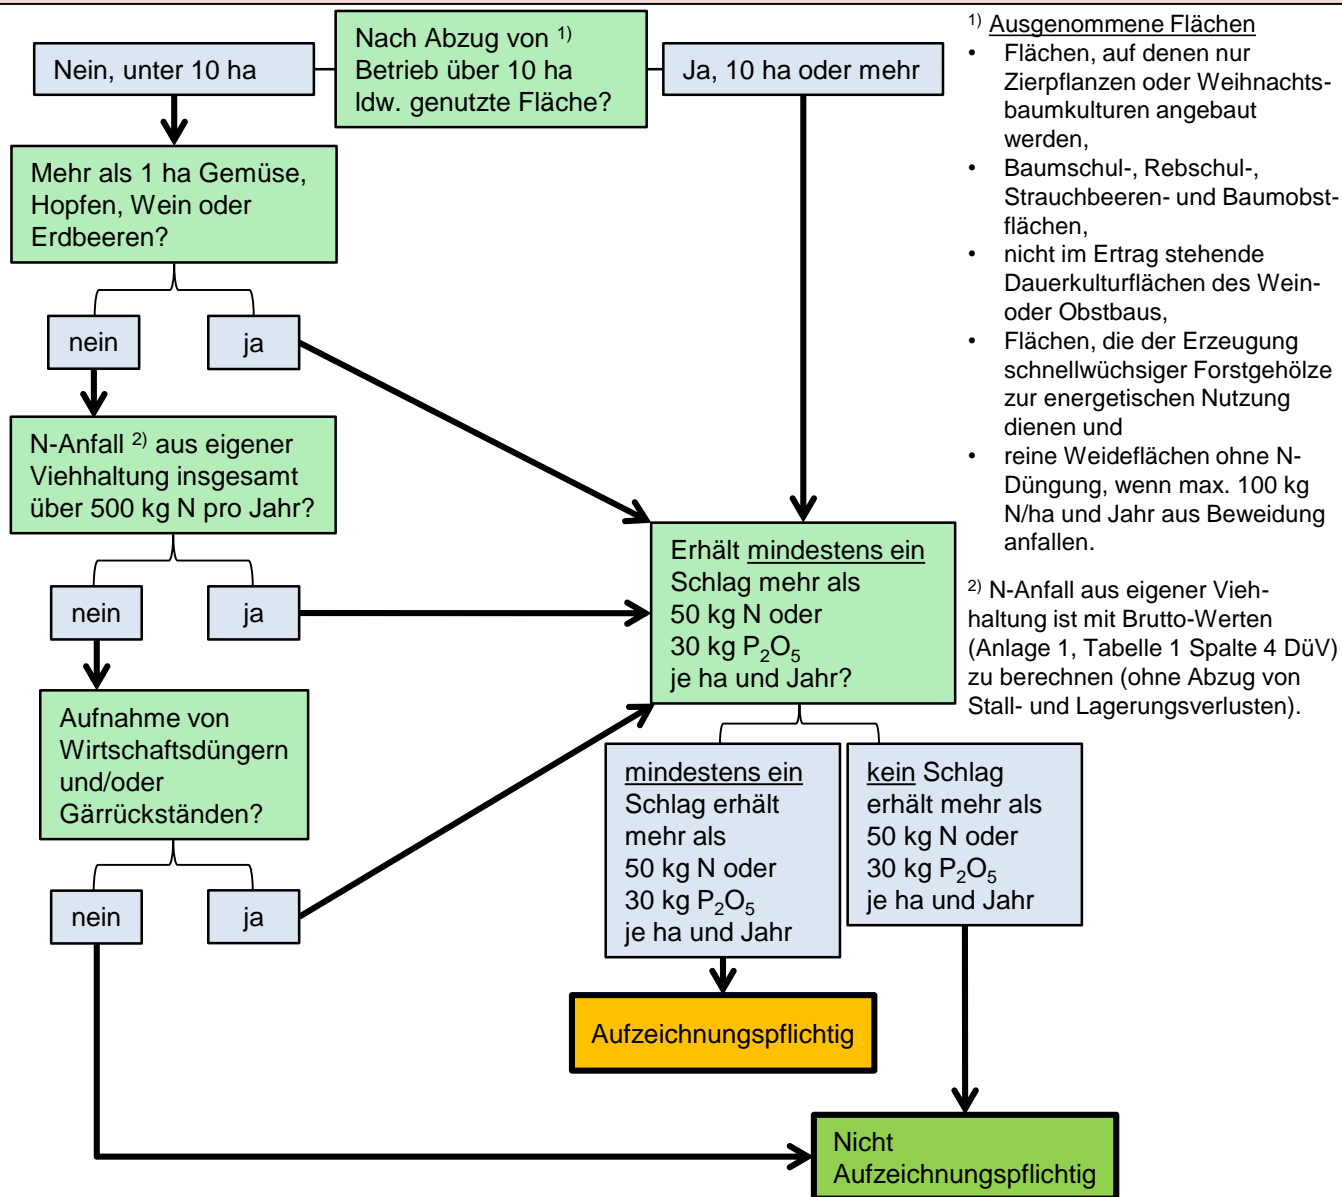 Nach Abzug von 1)
Betrieb über 10 ha
ldw. genutzte Fläche?
Nein, unter 10 ha
Ja, 10 ha oder mehr
Mehr als 1 ha Gemüse,
Hopfen, Wein oder
Erdbeeren?
nein
ja
N-Anfall 2) aus eigener
Viehhaltung insgesamt
über 500 kg N pro Jahr?
nein
ja
Aufnahme von
Wirtschaftsdüngern
und/oder
Gärrückständen?
nein
ja
Erhält mindestens ein
Schlag mehr als
50 kg N oder
30 kg P2O5
je ha und Jahr?
mindestens ein
Schlag erhält
mehr als
50 kg N oder
30 kg P2O5
je ha und Jahr
kein Schlag
erhält mehr als
50 kg N oder
30 kg P2O5
je ha und Jahr
Aufzeichnungspflichtig
Nicht
Aufzeichnungspflichtig
1) Ausgenommene Flächen
• Flächen, auf denen nur
Zierpflanzen oder Weihnachts-
baumkulturen angebaut
werden,
• Baumschul-, Rebschul-,
Strauchbeeren- und Baumobst-
flächen,
• nicht im Ertrag stehende
Dauerkulturflächen des Wein-
oder Obstbaus,
• Flächen, die der Erzeugung
schnellwüchsiger Forstgehölze
zur energetischen Nutzung
dienen und
• reine Weideflächen ohne N-
Düngung, wenn max. 100 kg
N/ha und Jahr aus Beweidung
anfallen.
2) N-Anfall aus eigener Vieh-
haltung ist mit Brutto-Werten
(Anlage 1, Tabelle 1 Spalte 4 DüV)
zu berechnen (ohne Abzug von
Stall- und Lagerungsverlusten).